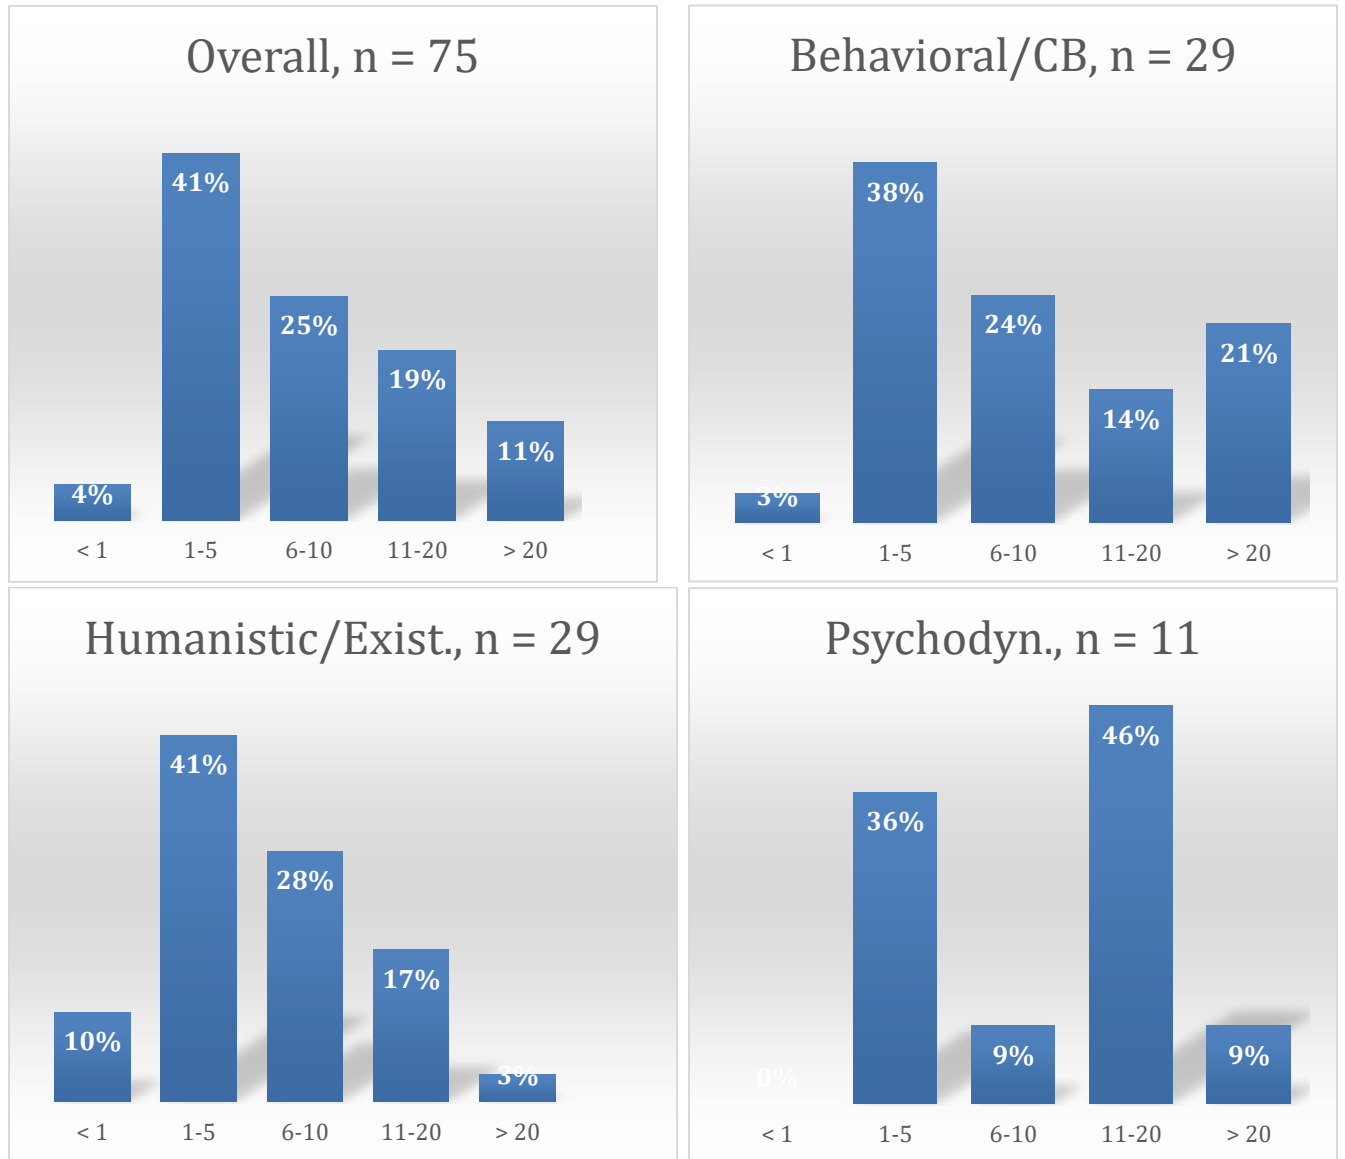 Overall, n = 75
41%
25%
19%
11%
4%
< 1 1-5 6-10 11-20 > 20
Behavioral/CB, n = 29
38%
24%
21%
14%
3%
< 1 1-5 6-10 11-20 > 20
Humanistic/Exist., n = 29
41%
28%
17%
10%
3%
< 1 1-5 6-10 11-20 > 20
Psychodyn., n = 11
46%
36%
9% 9%
0%
< 1 1-5 6-10 11-20 > 20